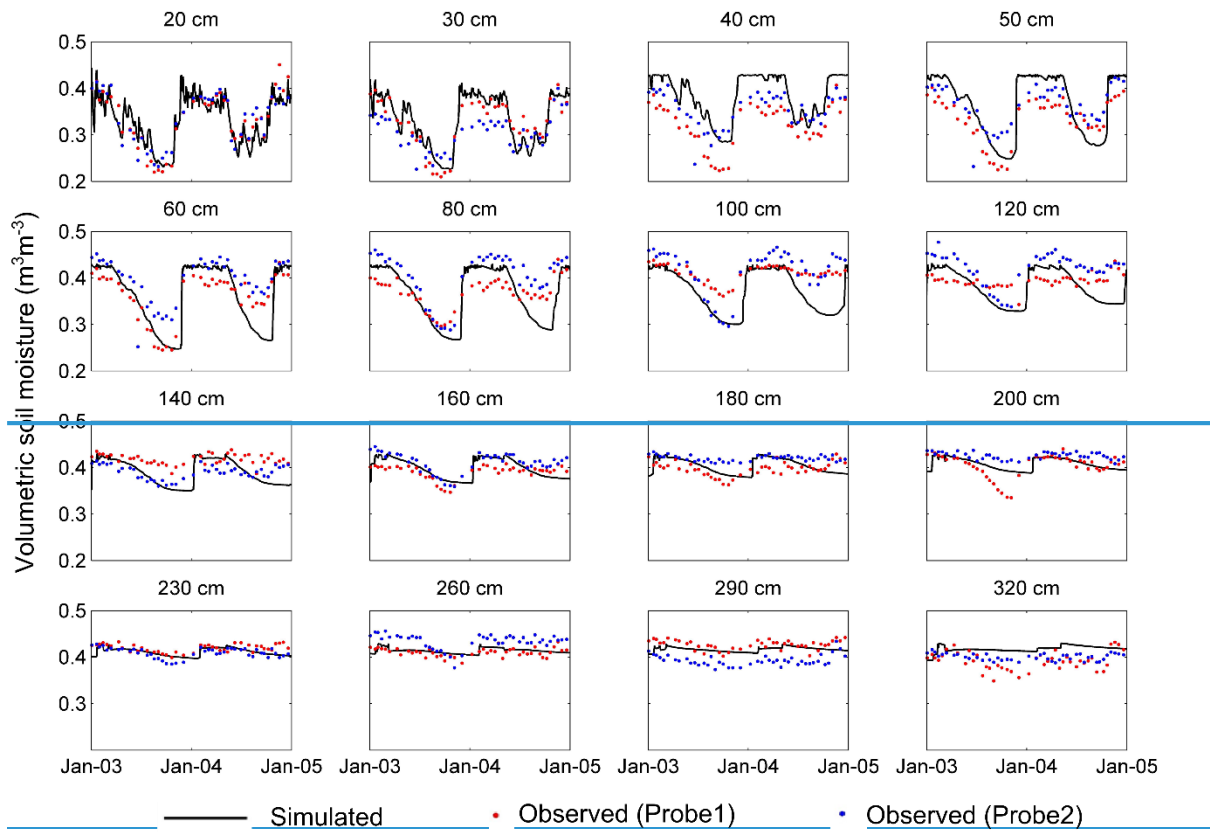 20 cm 30 cm 40 cm 50 cm
0.5
0.4
0.3
0.2
60 cm 80 cm 100 cm 120 cm
0.5
0.4
0.3
0.2
140 cm 160 cm 180 cm 200 cm
0.5
0.4
0.3
0.2
230 cm 260 cm 290 cm 320 cm
0.5
0.4
0.3
Volumetric soil moisture (m³m⁻³)
Jan-03 Jan-04 Jan-05 Jan-03 Jan-04 Jan-05 Jan-03 Jan-04 Jan-05 Jan-03 Jan-04 Jan-05
Simulated Observed (Probe1) Observed (Probe2)